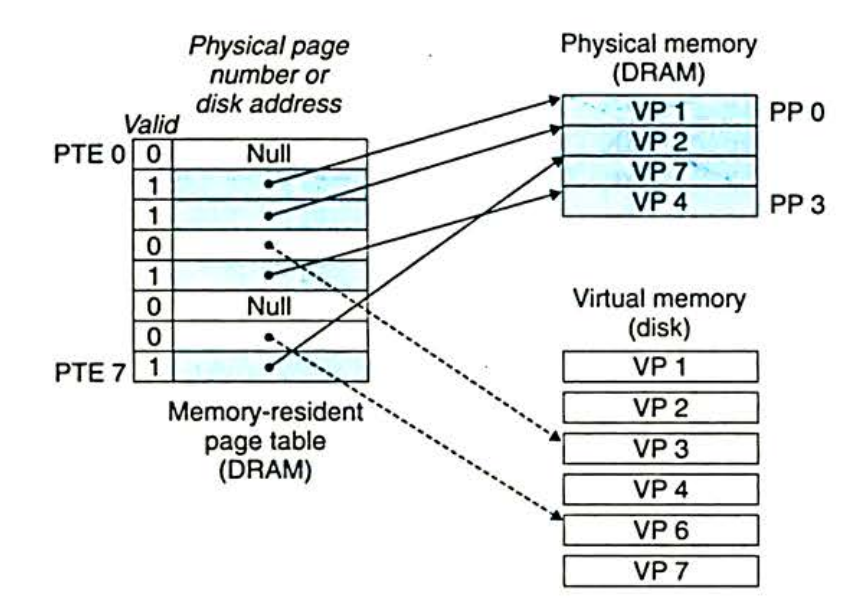 Physical page
number or
disk address
Valid
PTE 0
0
Null
1
1
0
1
0
Null
0
PTE 7
1
Memory-resident
page table
(DRAM)
Physical memory
(DRAM)
VP 1
PP 0
VP 2
VP 7
VP 4
PP 3
Virtual memory
(disk)
VP 1
VP 2
VP 3
VP 4
VP 6
VP 7